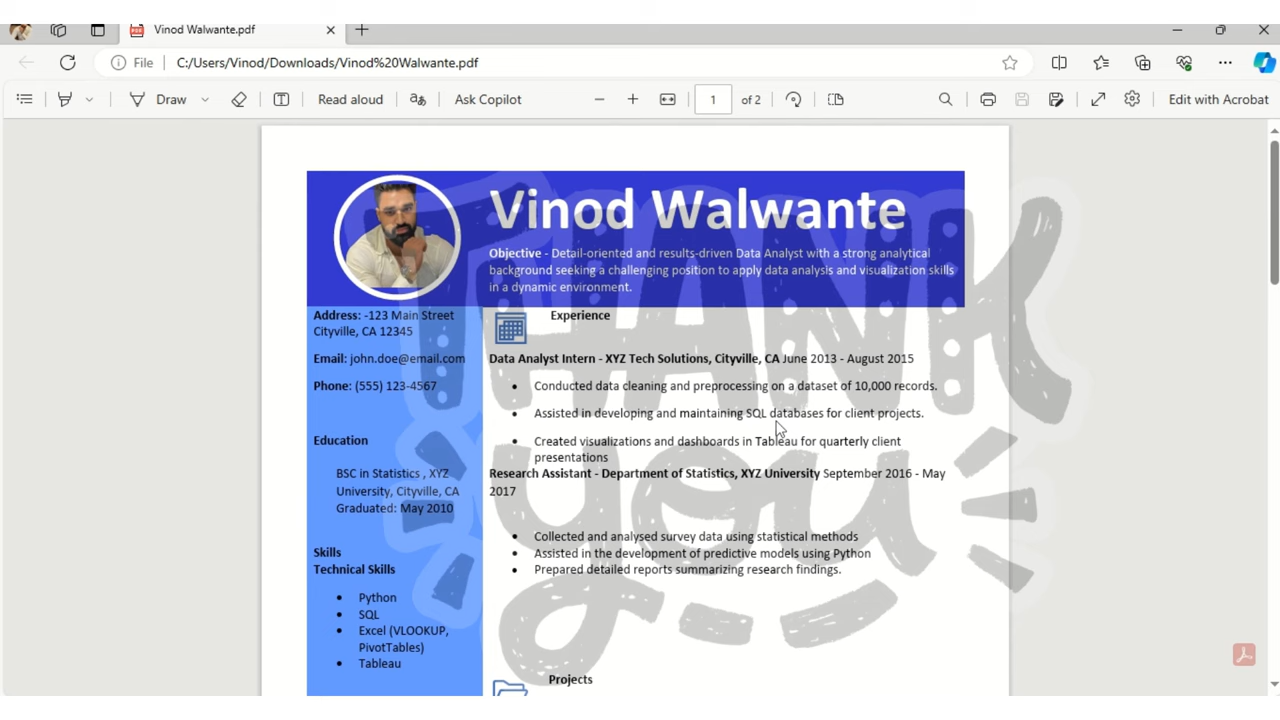 Vinod Walwante.pdf
File
C:/Users/Vinod/Downloads/Vinod%20Walwante.pdf
Draw
Read aloud
Ask Copilot
1
of 2
Edit with Acrobat
Vinod Walwante
Objective - Detail-oriented and results-driven Data Analyst with a strong analytical
background seeking a challenging position to apply data analysis and visualization skills
in a dynamic environment.
Address: -123 Main Street
Cityville, CA 12345
Email: john.doe@email.com
Phone: (555) 123-4567
Education
BSC in Statistics , XYZ
University, Cityville, CA
Graduated: May 2010
Skills
Technical Skills
• Python
• SQL
• Excel (VLOOKUP,
PivotTables)
• Tableau
Experience
Data Analyst Intern - XYZ Tech Solutions, Cityville, CA June 2013 - August 2015
• Conducted data cleaning and preprocessing on a dataset of 10,000 records.
• Assisted in developing and maintaining SQL databases for client projects.
• Created visualizations and dashboards in Tableau for quarterly client
presentations
Research Assistant - Department of Statistics, XYZ University September 2016 - May
2017
• Collected and analysed survey data using statistical methods
• Assisted in the development of predictive models using Python
• Prepared detailed reports summarizing research findings.
Projects
THANK
you